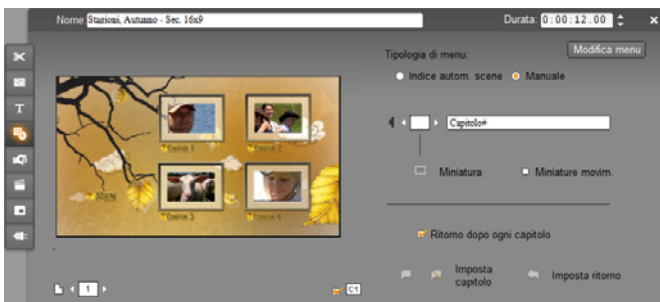 Nome: Stagioni, Autunno - Sec. 16x9
Durata: 0:00:12.00
Tipologia di menu:
Modifica menu
Indice autom. scene
Manuale
Capitolo#
Miniatura
Miniature movim.
Ritorno dopo ogni capitolo
Imposta capitolo
Imposta ritorno
1
C1